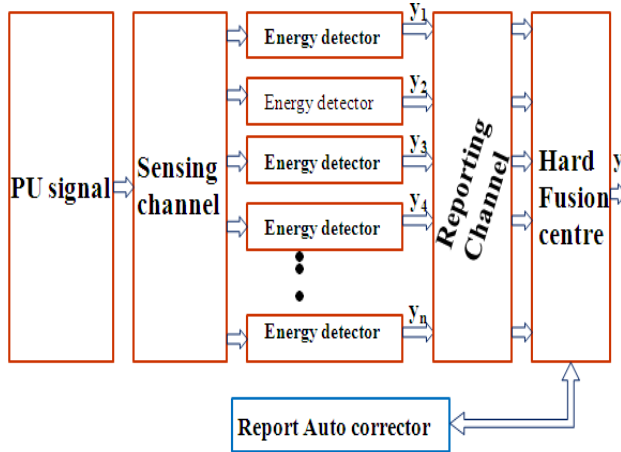 PU signal
Sensing
channel
Energy detector
Energy detector
Energy detector
Energy detector
Energy detector
y1
y2
y3
y4
yn
Reporting
Channel
Hard
Fusion
centre
y
Report Auto corrector